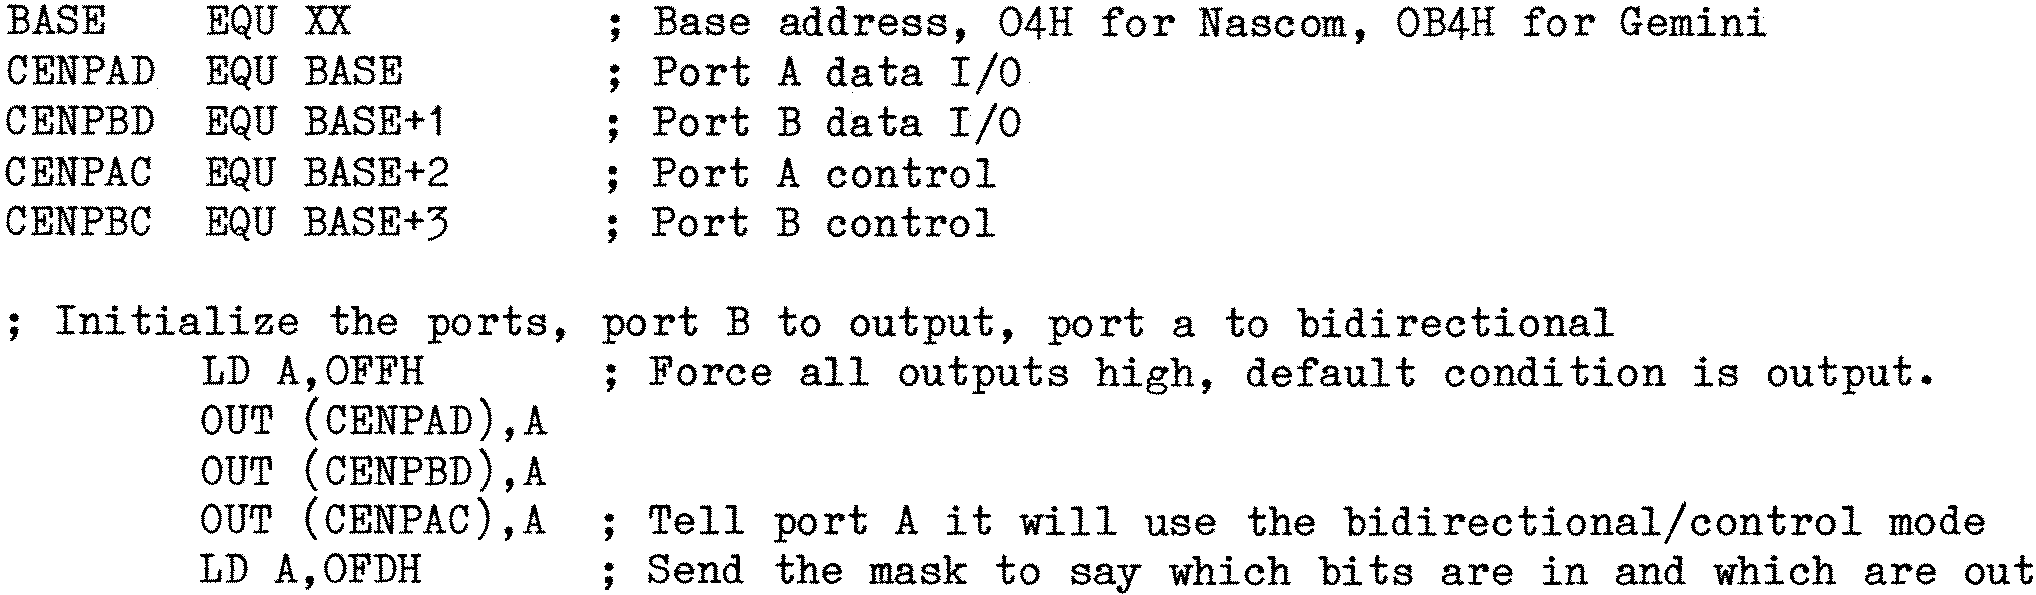 BASE    EQU XX             ; Base address, 04H for Nascom, 0B4H for Gemini
CENPAD  EQU BASE           ; Port A data I/O
CENPBD  EQU BASE+1         ; Port B data I/O
CENPAC  EQU BASE+2         ; Port A control
CENPBC  EQU BASE+3         ; Port B control
; Initialize the ports, port B to output, port a to bidirectional
        LD A,0FFH          ; Force all outputs high, default condition is output.
        OUT (CENPAD),A
        OUT (CENPBD),A
        OUT (CENPAC),A  ; Tell port A it will use the bidirectional/control mode
        LD A,0FDH          ; Send the mask to say which bits are in and which are out